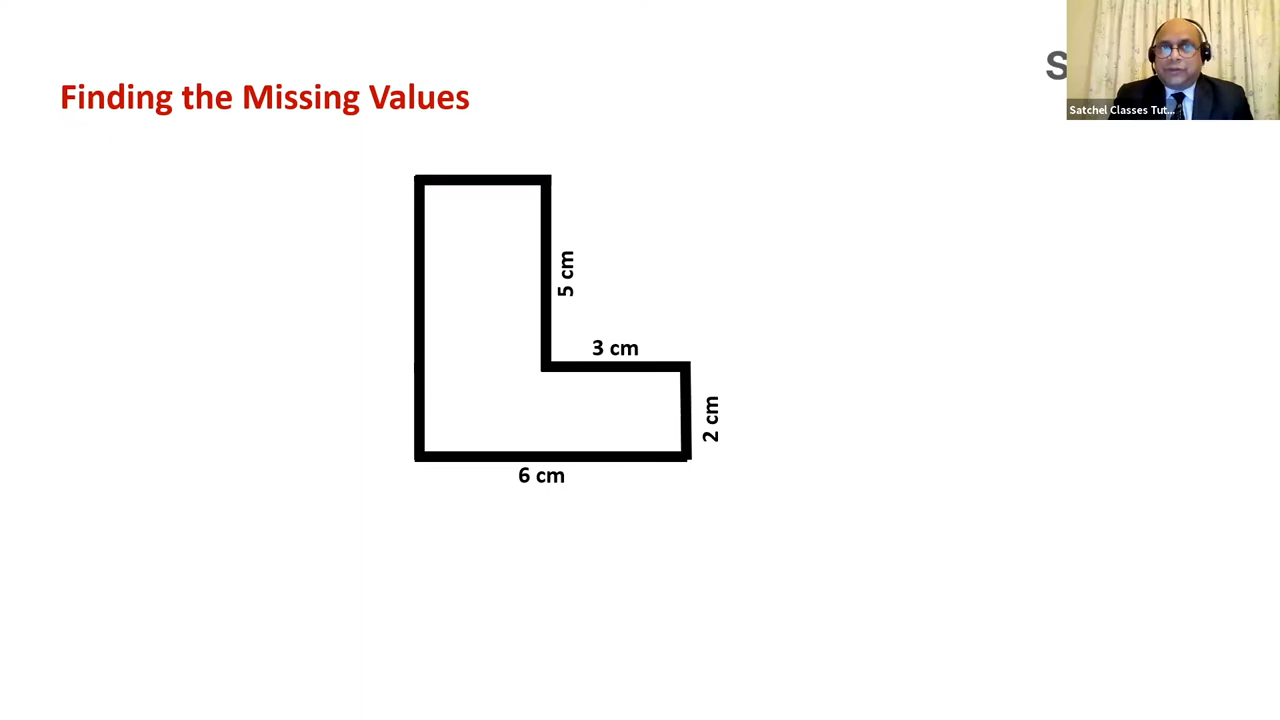 S
Satchel Classes Tut...
Finding the Missing Values
5 cm
3 cm
2 cm
6 cm